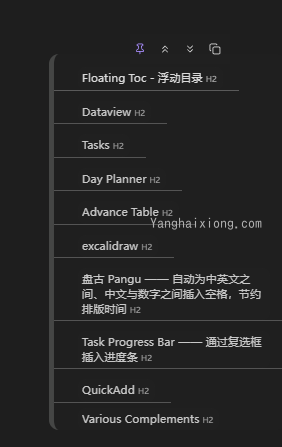 Floating Toc - 浮动目录 H2
Dataview H2
Tasks H2
Day Planner H2
Advance Table H2
Yanghaixiong.com
excalidraw H2
盘古 Pangu —— 自动为中英文之
间、中文与数字之间插入空格，节约
排版时间 H2
Task Progress Bar —— 通过复选框
插入进度条 H2
QuickAdd H2
Various Complements H2